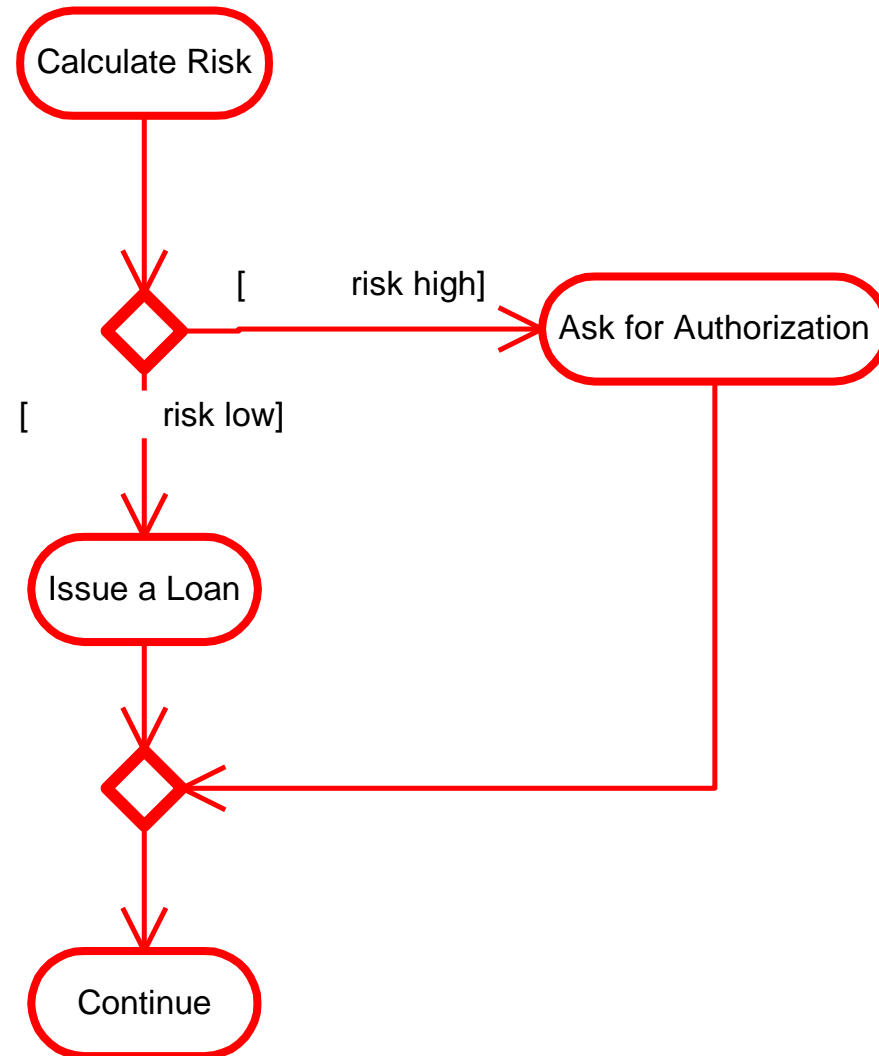 Calculate Risk
[ risk high]
Ask for Authorization
[ risk low]
Issue a Loan
Continue